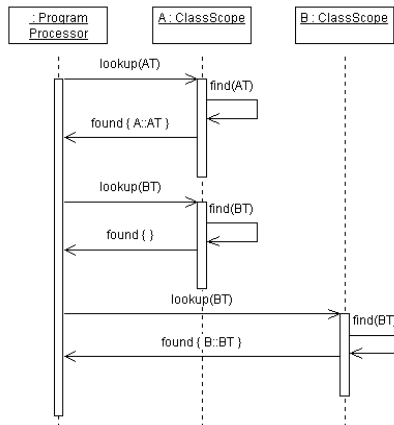 : Program
Processor
A : ClassScope
B : ClassScope
lookup(AT)
find(AT)
found { A::AT }
lookup(BT)
find(BT)
found { }
lookup(BT)
find(BT)
found { B::BT }